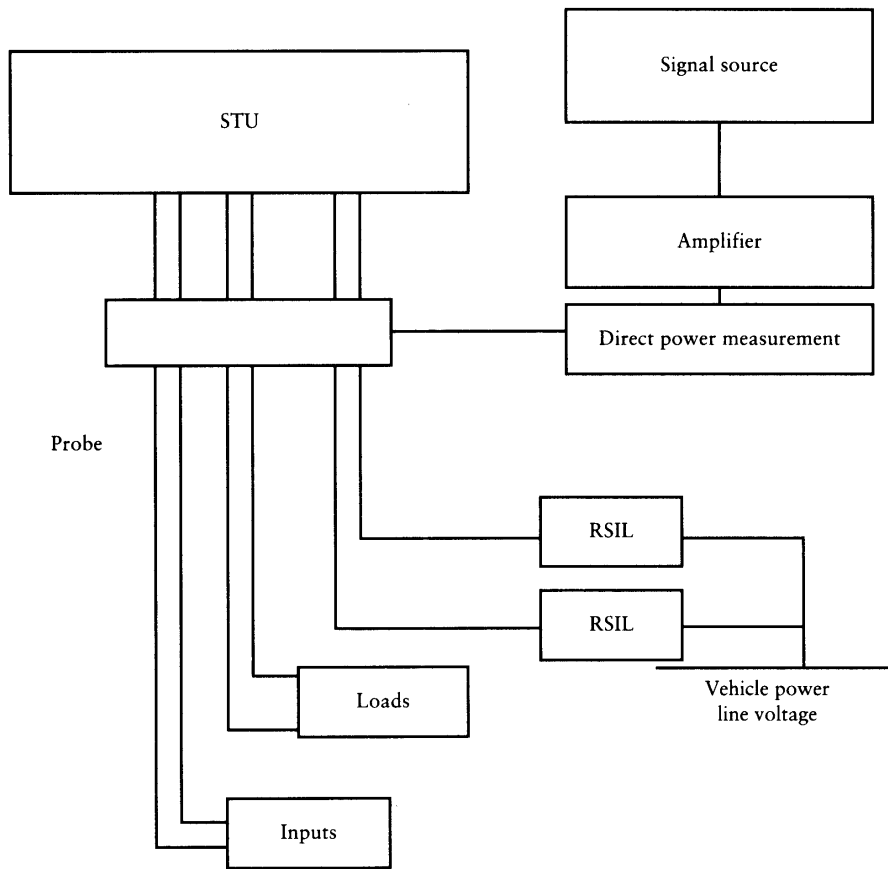 STU
Signal source
Amplifier
Direct power measurement
Probe
RSIL
RSIL
Vehicle power
line voltage
Loads
Inputs